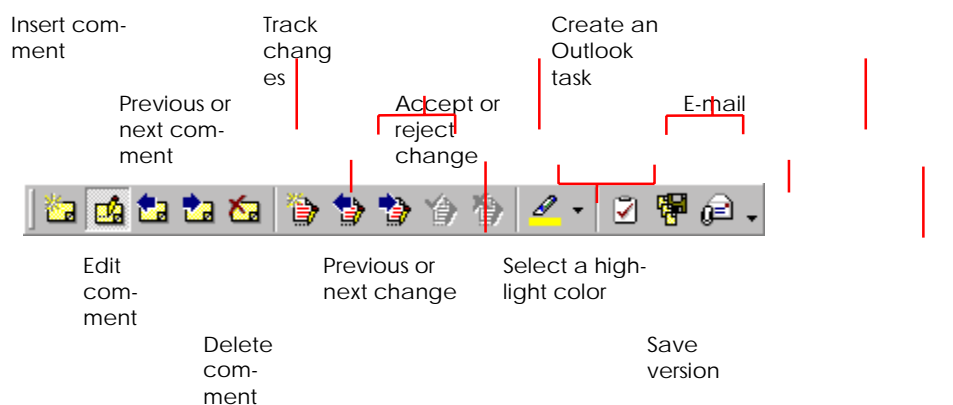 Insert com-
ment
Track
chang
es
Create an
Outlook
task
Previous or
next com-
ment
Accept or
reject
change
E-mail
Edit
com-
ment
Previous or
next change
Select a high-
light color
Delete
com-
ment
Save
version